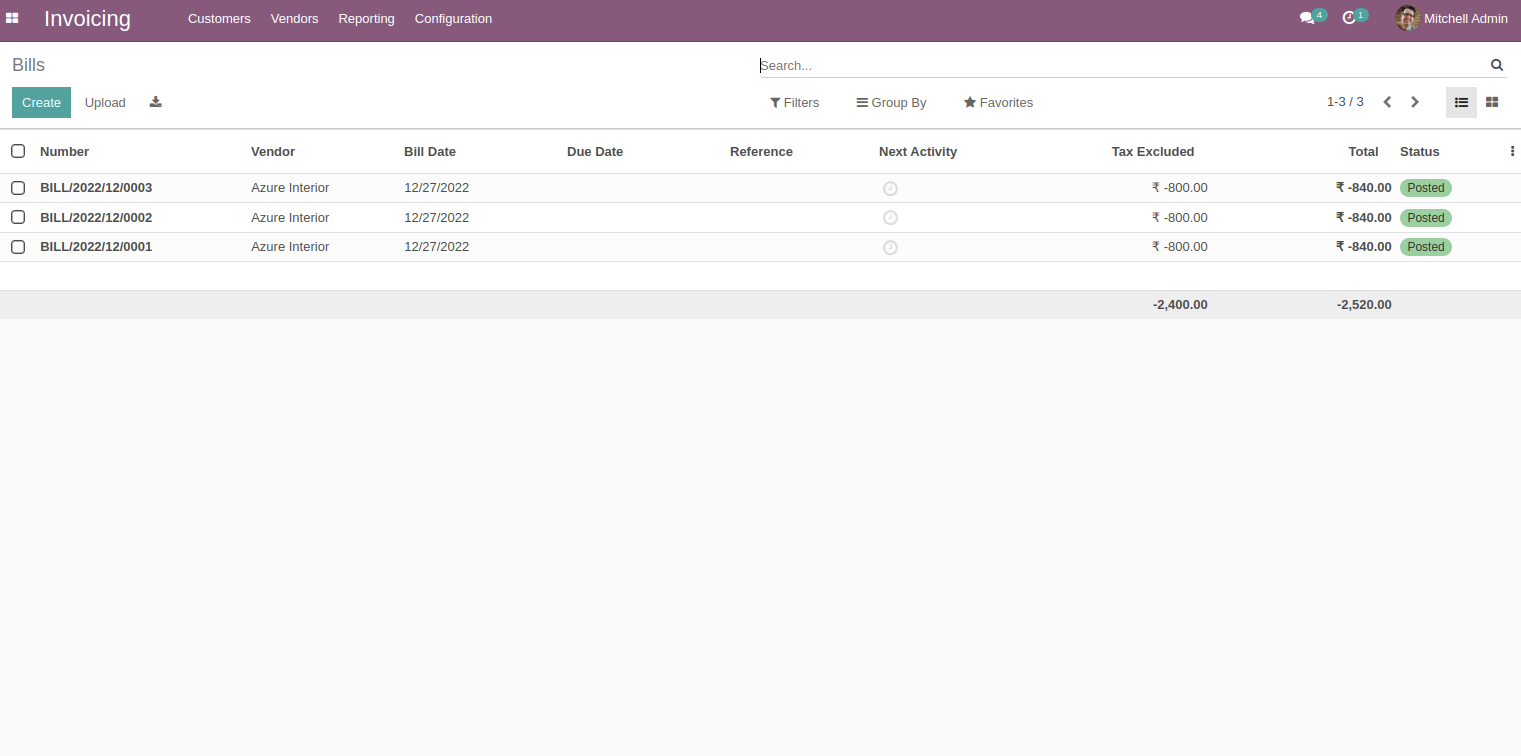 Invoicing Customers Vendors Reporting Configuration 4 1 Mitchell Admin
Bills Search...
Create Upload Filters Group By Favorites 1-3 / 3
Number Vendor Bill Date Due Date Reference Next Activity Tax Excluded Total Status
BILL/2022/12/0003 Azure Interior 12/27/2022 ₹ -800.00 ₹ -840.00 Posted
BILL/2022/12/0002 Azure Interior 12/27/2022 ₹ -800.00 ₹ -840.00 Posted
BILL/2022/12/0001 Azure Interior 12/27/2022 ₹ -800.00 ₹ -840.00 Posted
-2,400.00 -2,520.00